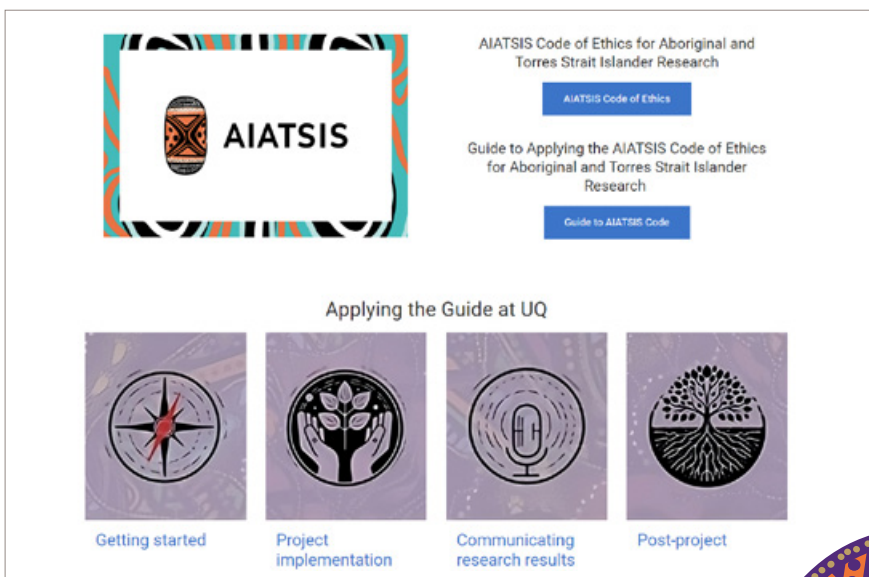 AIATSIS
AIATSIS Code of Ethics for Aboriginal and
Torres Strait Islander Research
AIATSIS Code of Ethics
Guide to Applying the AIATSIS Code of Ethics
for Aboriginal and Torres Strait Islander
Research
Guide to AIATSIS Code
Applying the Guide at UQ
Getting started
Project
implementation
Communicating
research results
Post-project